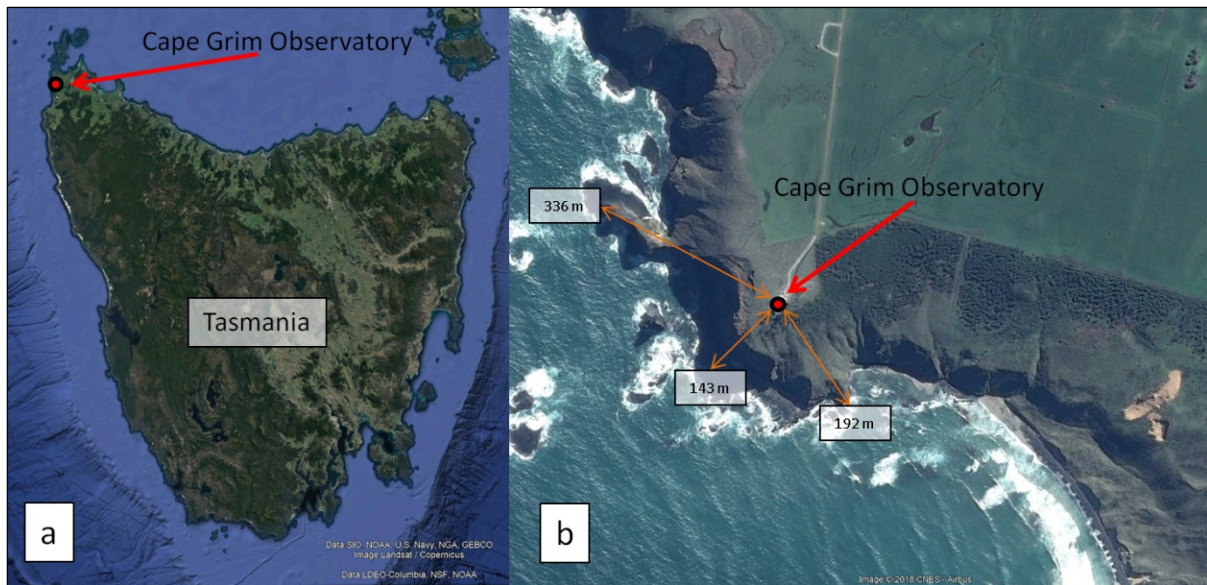 Cape Grim Observatory
Tasmania
a
Data SIO, NOAA, U.S. Navy, NGA, GEBCO
Image Landsat / Copernicus
Data LDEO-Columbia, NSF, NOAA
336 m
Cape Grim Observatory
143 m
192 m
b
Image © 2018 CNES - Airbus